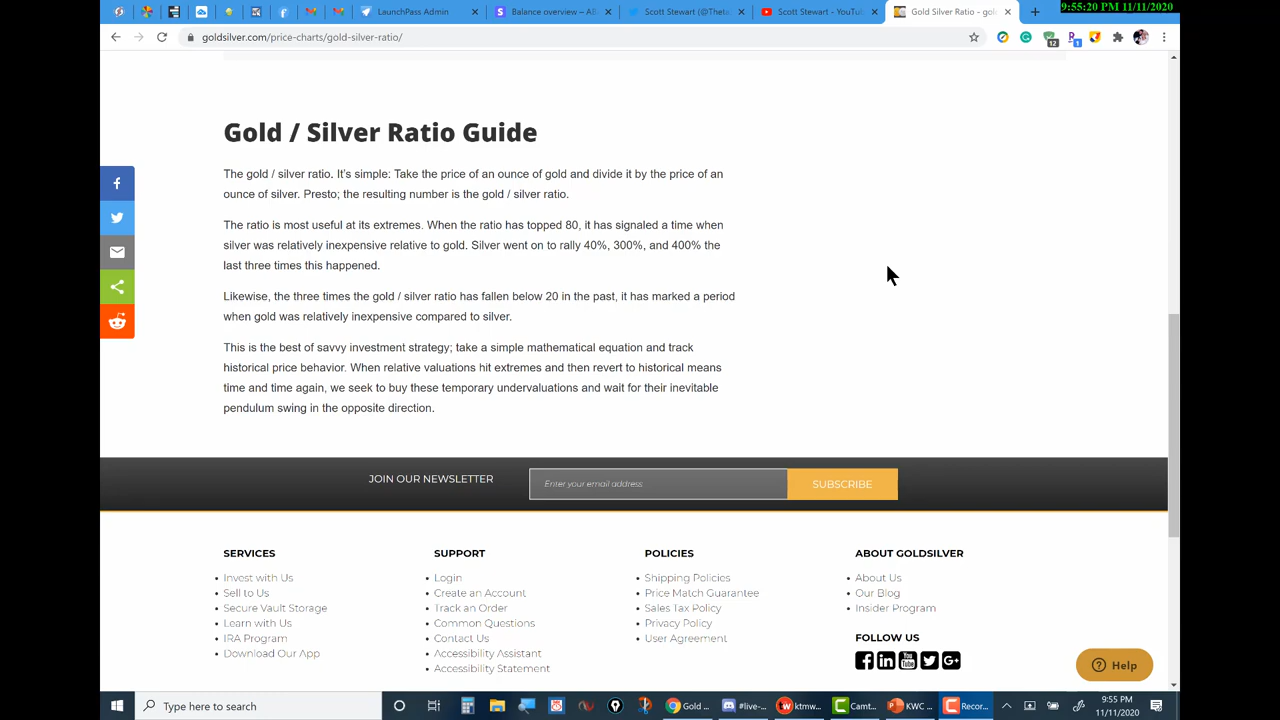 9:55:20 PM 11/11/2020
LaunchPass Admin
Balance overview – Al
Scott Stewart (@Theta
Scott Stewart - YouTube
Gold Silver Ratio - gol
goldsilver.com/price-charts/gold-silver-ratio/
12
1
Gold / Silver Ratio Guide
The gold / silver ratio. It's simple: Take the price of an ounce of gold and divide it by the price of an
ounce of silver. Presto; the resulting number is the gold / silver ratio.
The ratio is most useful at its extremes. When the ratio has topped 80, it has signaled a time when
silver was relatively inexpensive relative to gold. Silver went on to rally 40%, 300%, and 400% the
last three times this happened.
Likewise, the three times the gold / silver ratio has fallen below 20 in the past, it has marked a period
when gold was relatively inexpensive compared to silver.
This is the best of savvy investment strategy; take a simple mathematical equation and track
historical price behavior. When relative valuations hit extremes and then revert to historical means
time and time again, we seek to buy these temporary undervaluations and wait for their inevitable
pendulum swing in the opposite direction.
JOIN OUR NEWSLETTER
Enter your email address.
SUBSCRIBE
SERVICES
Invest with Us
Sell to Us
Secure Vault Storage
Learn with Us
IRA Program
Download Our App
SUPPORT
Login
Create an Account
Track an Order
Common Questions
Contact Us
Accessibility Assistant
Accessibility Statement
POLICIES
Shipping Policies
Price Match Guarantee
Sales Tax Policy
Privacy Policy
User Agreement
ABOUT GOLDSILVER
About Us
Our Blog
Insider Program
FOLLOW US
Help
Type here to search
Gold ...
#live-...
ktmw...
Camt...
KWC ...
Recor...
9:55 PM
11/11/2020